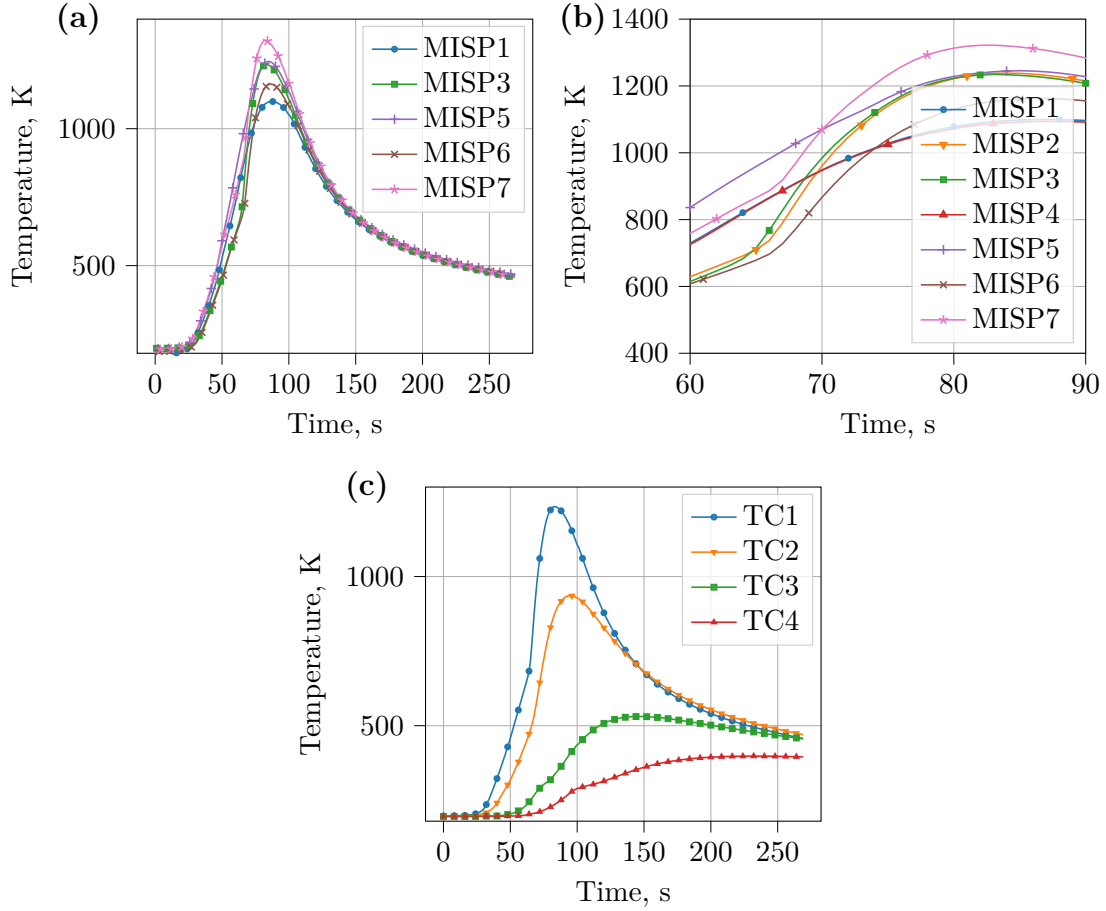 (a)
Temperature, K
1000
500
0
50
100
150
200
250
Time, s
MISP1
MISP3
MISP5
MISP6
MISP7
(b)
Temperature, K
1400
1200
1000
800
600
400
60
70
80
90
Time, s
MISP1
MISP2
MISP3
MISP4
MISP5
MISP6
MISP7
(c)
Temperature, K
1000
500
0
50
100
150
200
250
Time, s
TC1
TC2
TC3
TC4